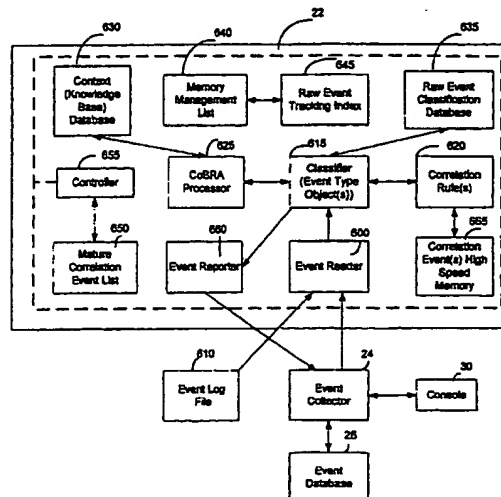 630
640
22
635
645
Context
(Knowledge
Base)
Database
Memory
Management
List
Raw Event
Tracking Index
Raw Event
Classification
Database
655
625
615
620
Controller
CoBRA
Processor
Classifier
(Event Type
Object(s))
Correlation
Rule(s)
650
660
600
665
Mature
Correlation
Event List
Event Reporter
Event Reader
Correlation
Event(s) High
Speed Memory
610
24
30
Event Log
File
Event
Collector
Console
26
Event
Database